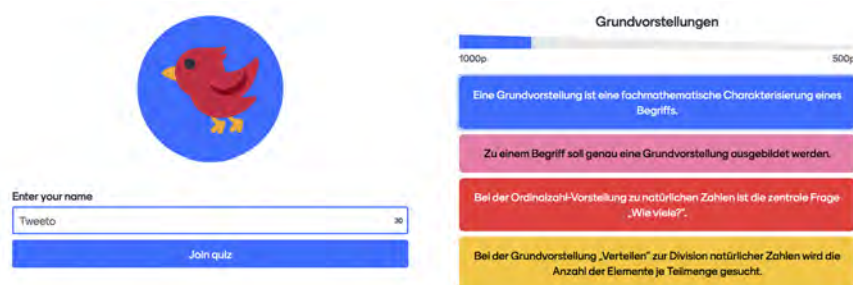 Enter your name
Tweeto
30
Join quiz
Grundvorstellungen
1000p
500p
Eine Grundvorstellung ist eine fachmathematische Charakterisierung eines
Begriffs.
Zu einem Begriff soll genau eine Grundvorstellung ausgebildet werden.
Bei der Ordinalzahl-Vorstellung zu natürlichen Zahlen ist die zentrale Frage
„Wie viele?".
Bei der Grundvorstellung „Verteilen" zur Division natürlicher Zahlen wird die
Anzahl der Elemente je Teilmenge gesucht.